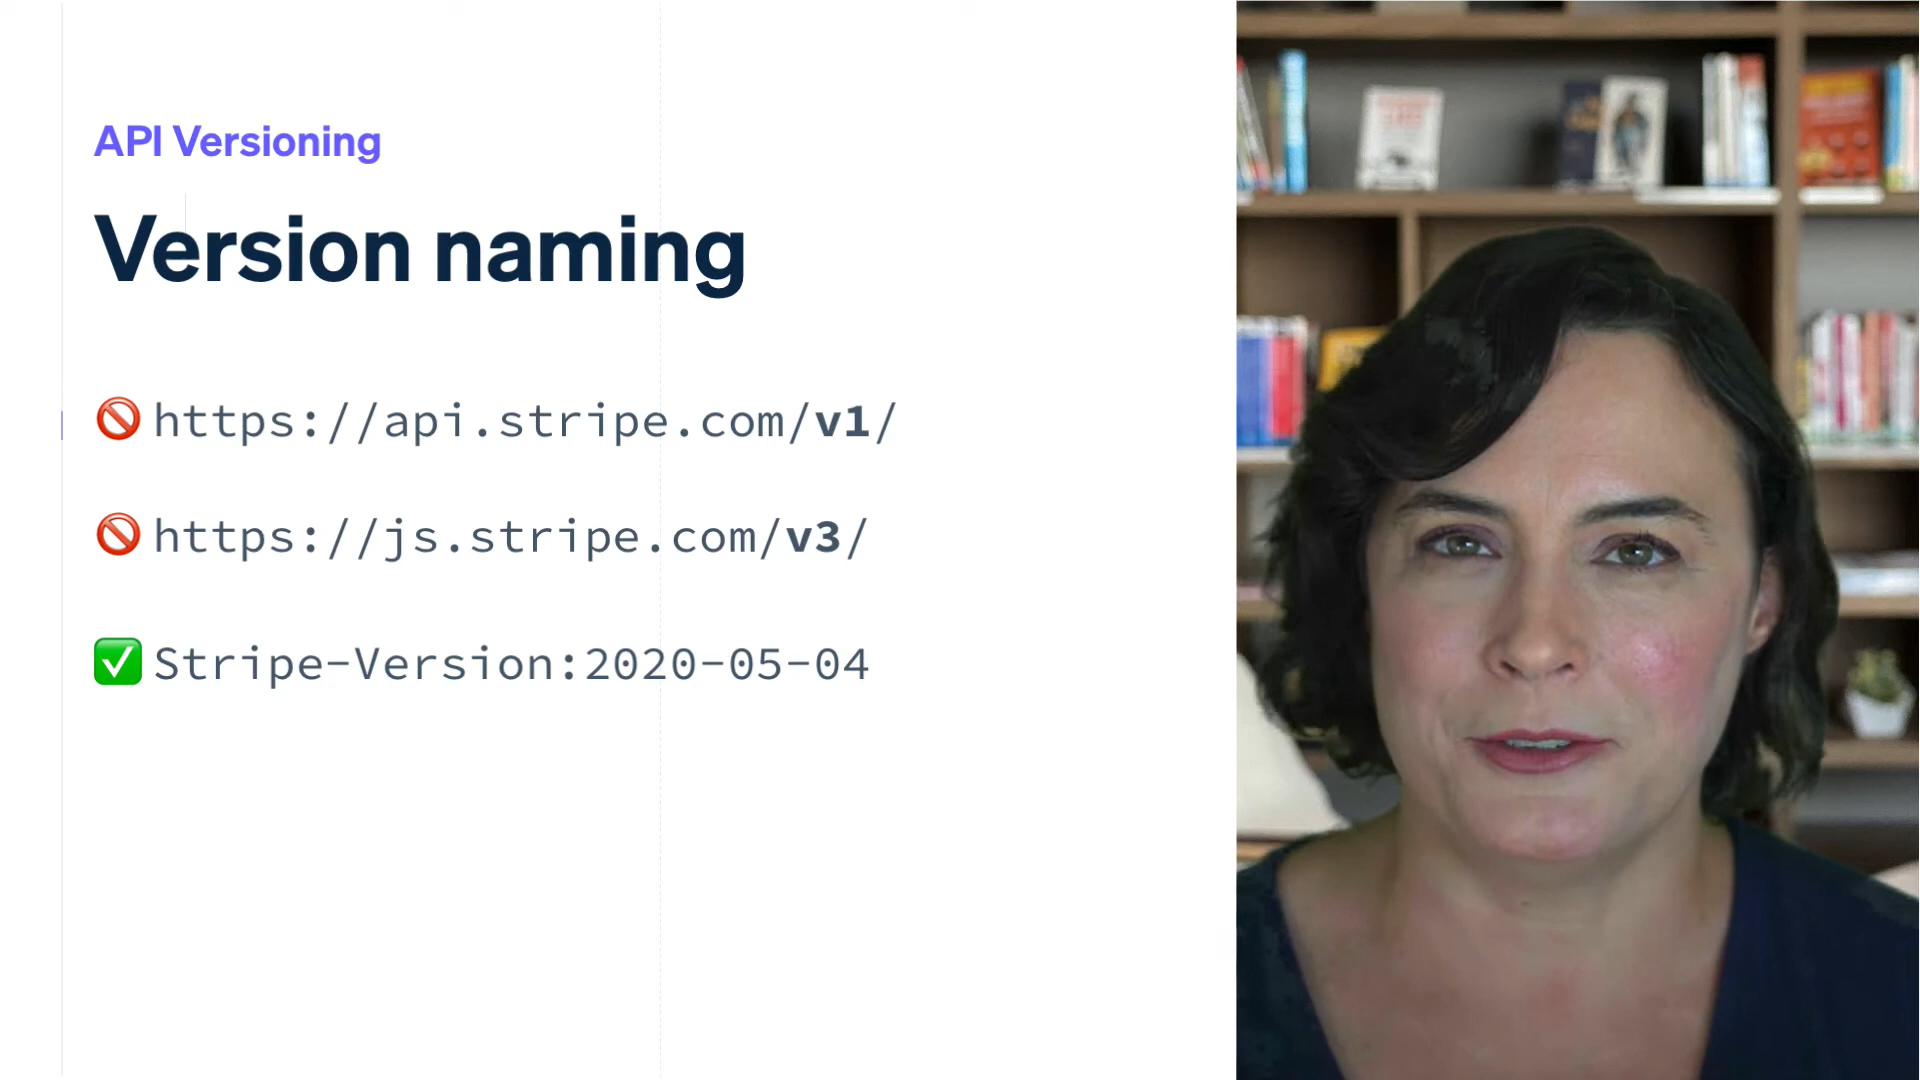 API Versioning
Version naming
🚫 https://api.stripe.com/v1/
🚫 https://js.stripe.com/v3/
✅ Stripe-Version:2020-05-04